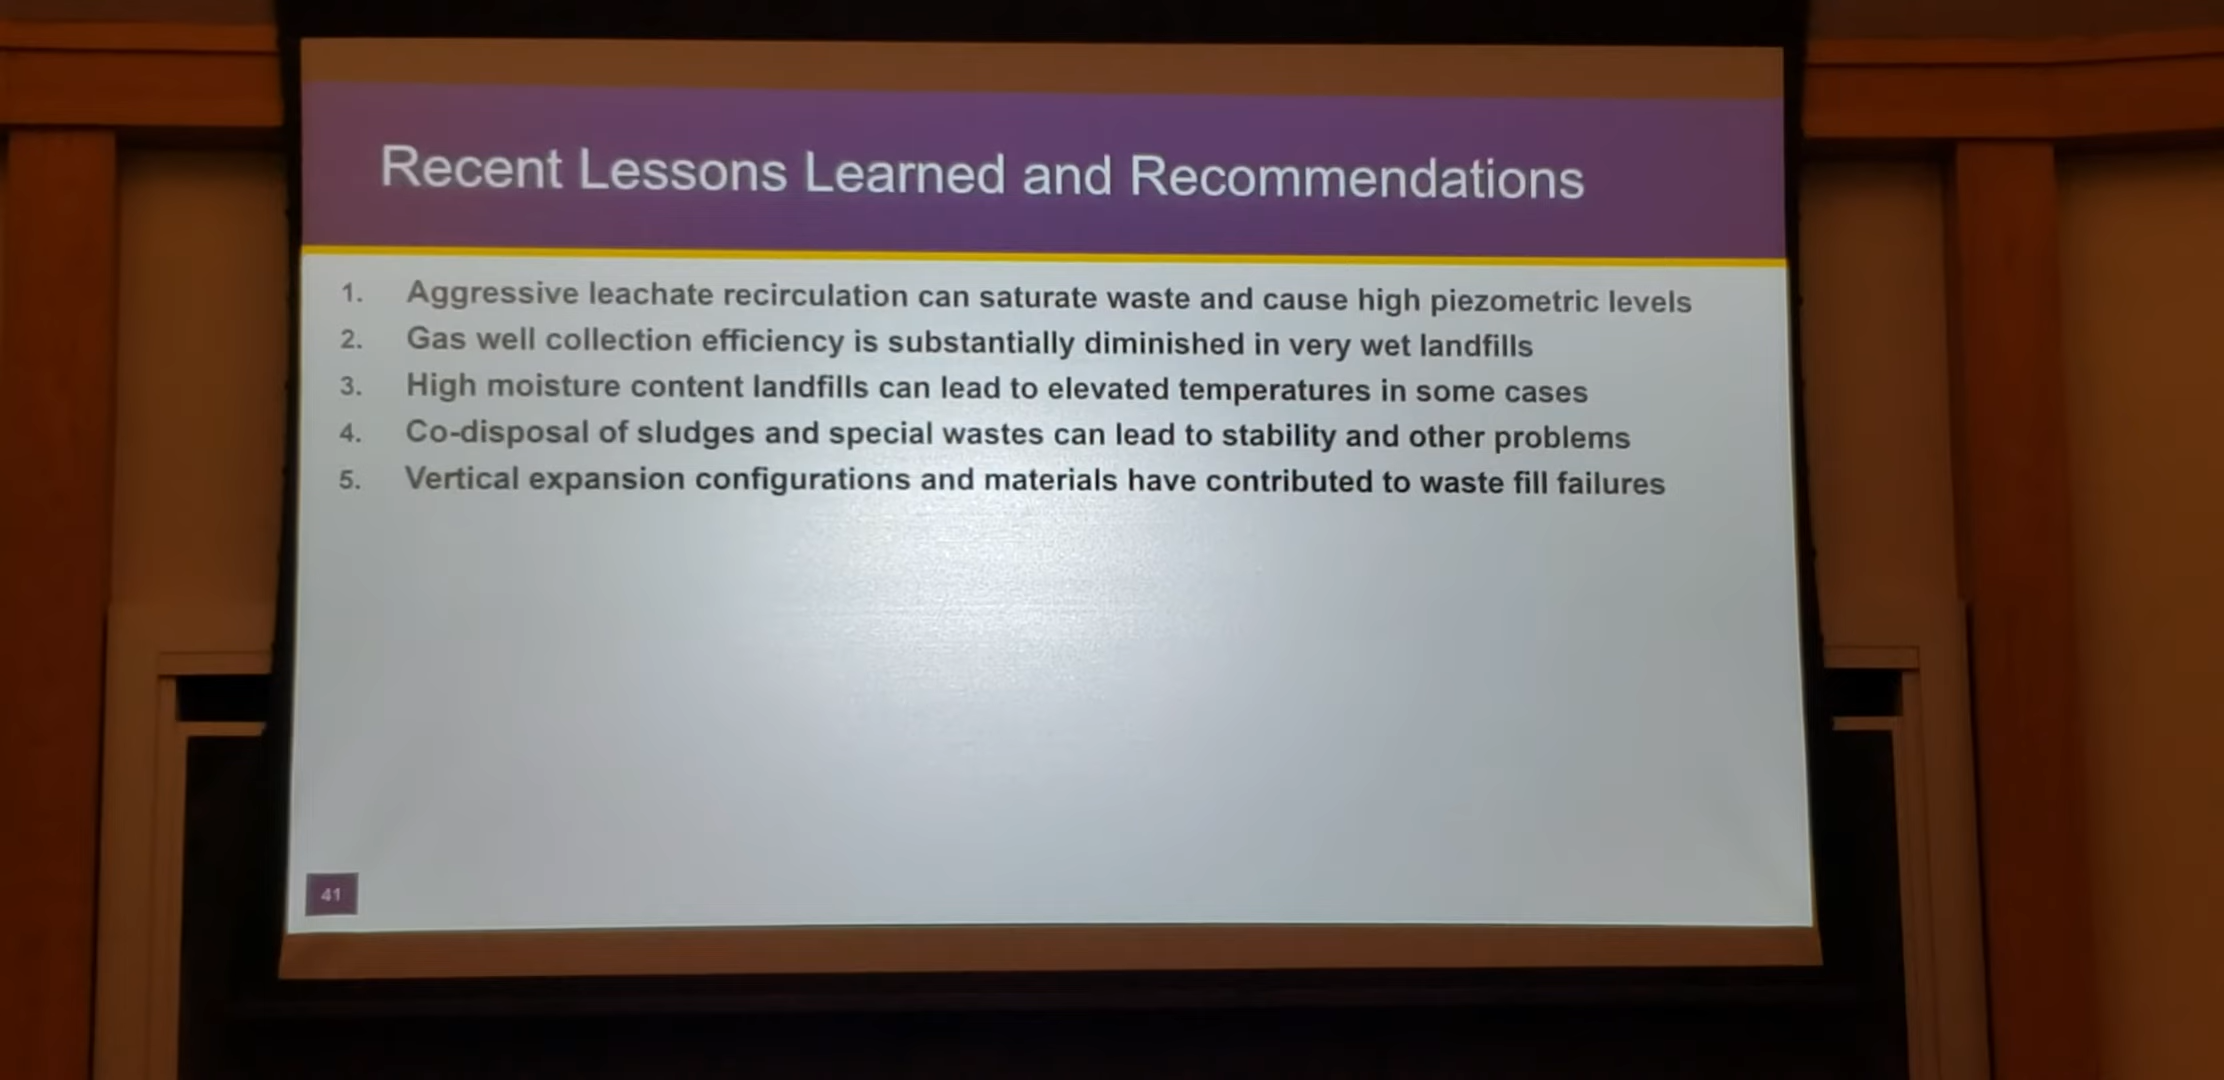 Recent Lessons Learned and Recommendations
1. Aggressive leachate recirculation can saturate waste and cause high piezometric levels
2. Gas well collection efficiency is substantially diminished in very wet landfills
3. High moisture content landfills can lead to elevated temperatures in some cases
4. Co-disposal of sludges and special wastes can lead to stability and other problems
5. Vertical expansion configurations and materials have contributed to waste fill failures
41